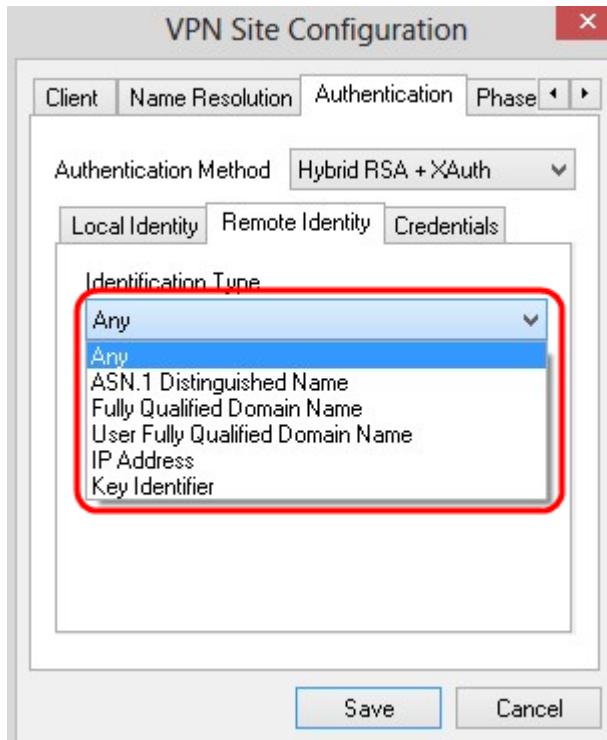 VPN Site Configuration
Client Name Resolution Authentication Phase
Authentication Method Hybrid RSA + XAuth
Local Identity Remote Identity Credentials
Identification Type
Any
Any
ASN.1 Distinguished Name
Fully Qualified Domain Name
User Fully Qualified Domain Name
IP Address
Key Identifier
Save Cancel